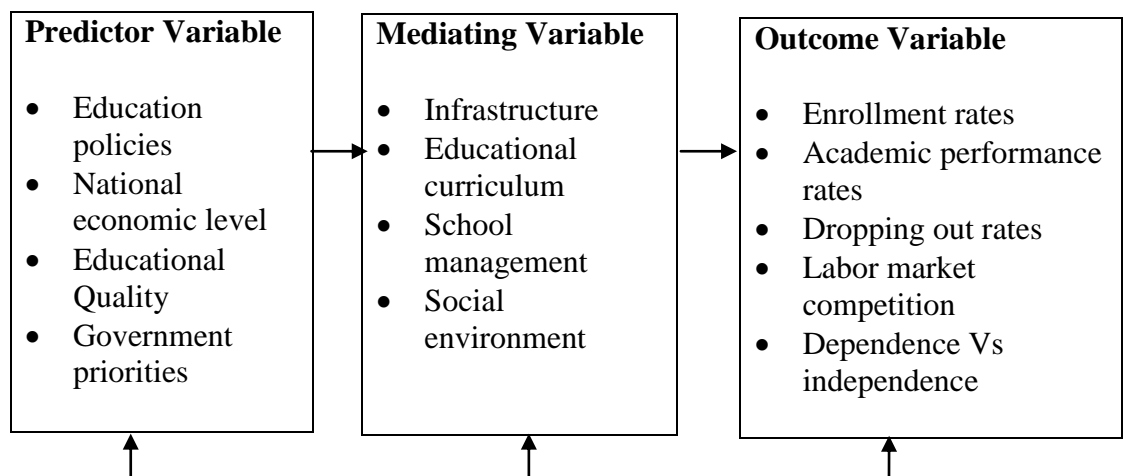 Predictor Variable
• Education
policies
• National
economic level
• Educational
Quality
• Government
priorities
Mediating Variable
• Infrastructure
• Educational
curriculum
• School
management
• Social
environment
Outcome Variable
• Enrollment rates
• Academic performance
rates
• Dropping out rates
• Labor market
competition
• Dependence Vs
independence